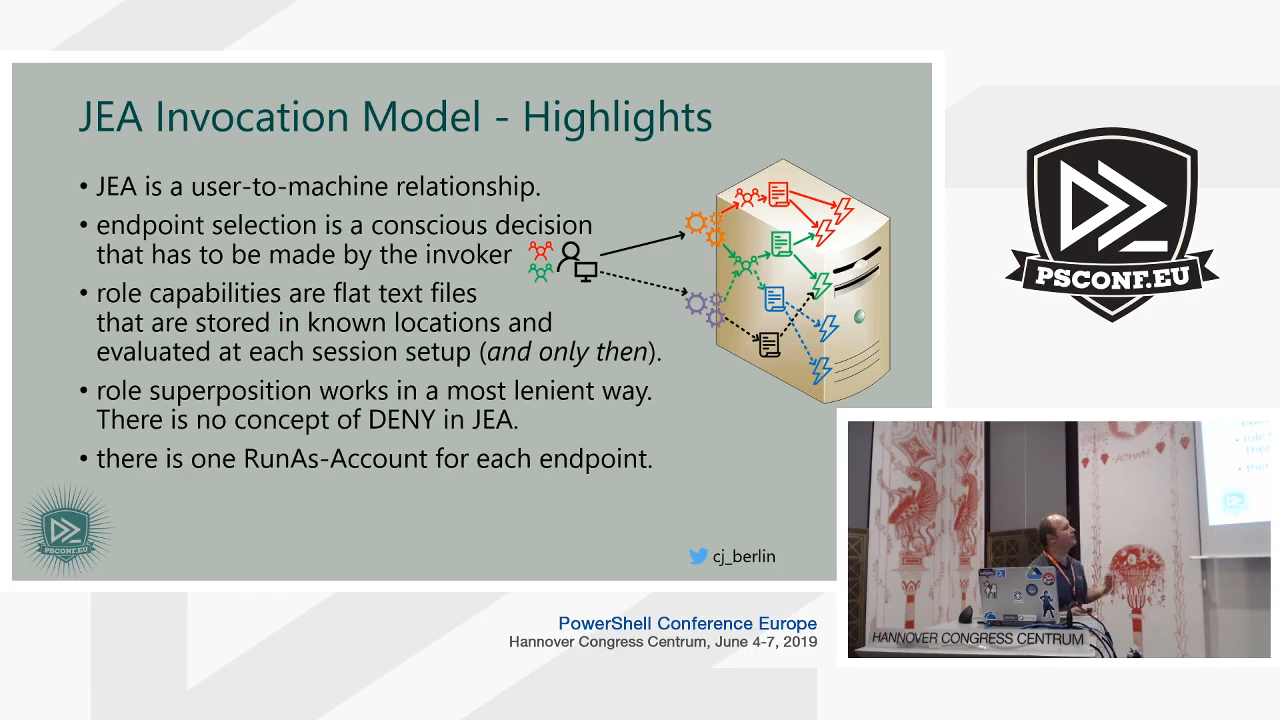 JEA Invocation Model - Highlights
• JEA is a user-to-machine relationship.
• endpoint selection is a conscious decision
that has to be made by the invoker
• role capabilities are flat text files
that are stored in known locations and
evaluated at each session setup (and only then).
• role superposition works in a most lenient way.
There is no concept of DENY in JEA.
• there is one RunAs-Account for each endpoint.
PSCONF.EU
cj_berlin
PSCONF.EU
PowerShell Conference Europe
Hannover Congress Centrum, June 4-7, 2019
HANNOVER CONGRESS CENTRUM